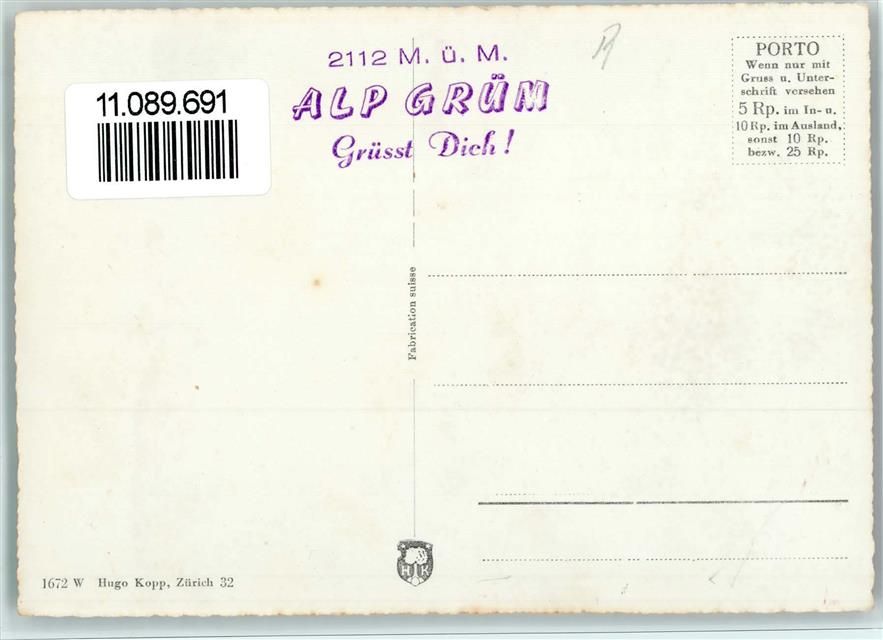 2112 M. ü. M.
ALP GRÜM
Grüsst Dich!
11.089.691
PORTO
Wenn nur mit
Gruss u. Unter-
schrift versehen
5 Rp. im In- u.
10 Rp. im Ausland,
sonst 10 Rp.
bezw. 25 Rp.
Fabrication suisse
HK
1672 W Hugo Kopp, Zürich 32